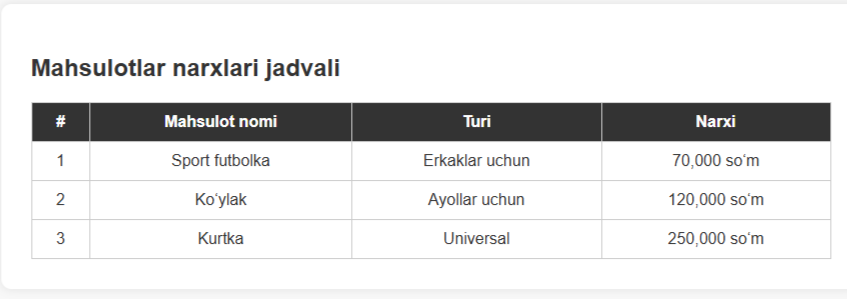 Mahsulotlar narxlari jadvali
# Mahsulot nomi Turi Narxi
1 Sport futbolka Erkaklar uchun 70,000 so‘m
2 Ko‘ylak Ayollar uchun 120,000 so‘m
3 Kurtka Universal 250,000 so‘m